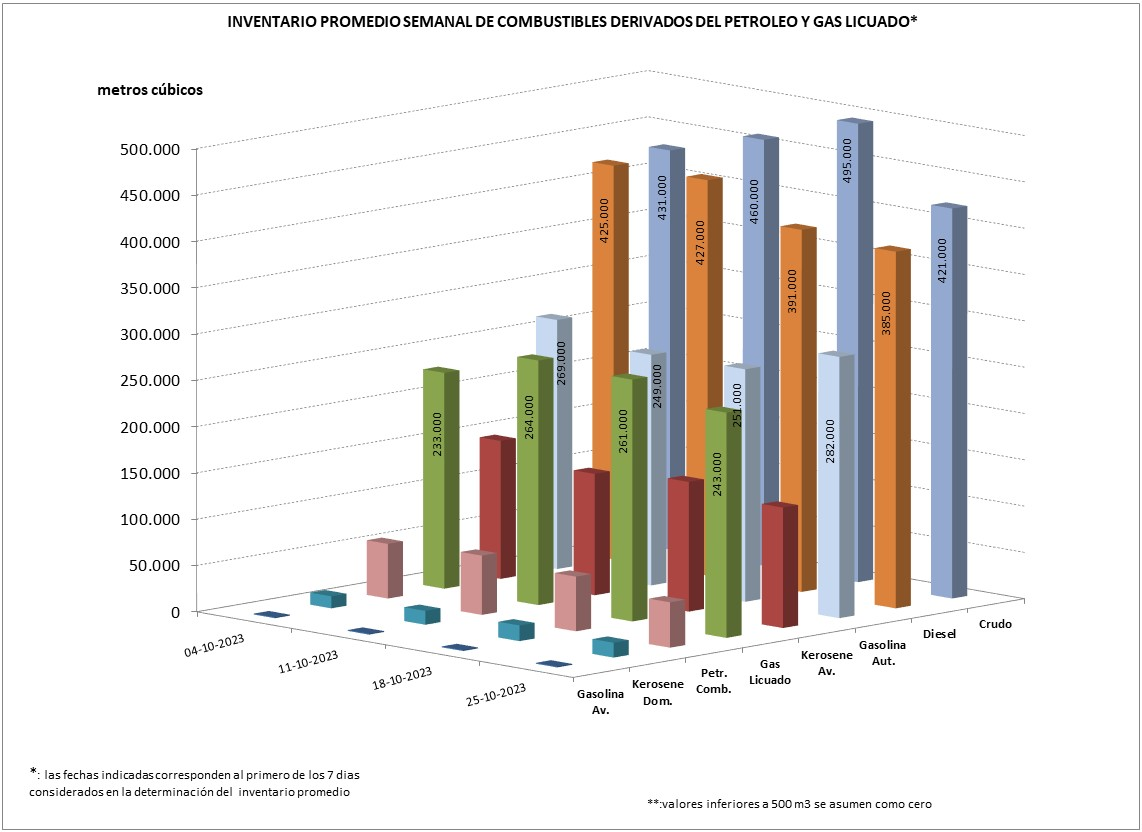 INVENTARIO PROMEDIO SEMANAL DE COMBUSTIBLES DERIVADOS DEL PETROLEO Y GAS LICUADO*
metros cúbicos
500.000
450.000
400.000
350.000
300.000
250.000
200.000
150.000
100.000
50.000
0
425.000
431.000
427.000
460.000
391.000
495.000
385.000
421.000
233.000
264.000
269.000
261.000
249.000
243.000
251.000
282.000
04-10-2023
11-10-2023
18-10-2023
25-10-2023
Gasolina
Av.
Kerosene
Dom.
Petr.
Comb.
Gas
Licuado
Kerosene
Av.
Gasolina
Aut.
Diesel
Crudo
*: las fechas indicadas corresponden al primero de los 7 dias
considerados en la determinación del inventario promedio
**:valores inferiores a 500 m3 se asumen como cero